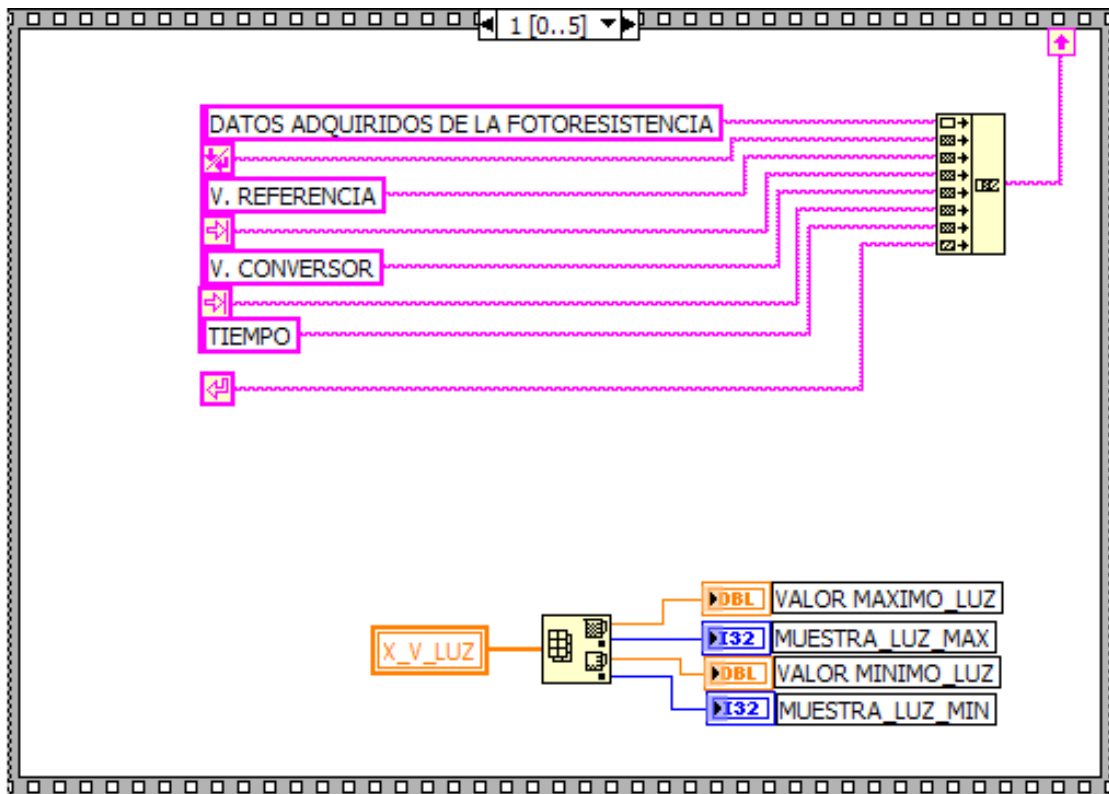 1 [0..5]
DATOS ADQUIRIDOS DE LA FOTORESISTENCIA
V. REFERENCIA
V. CONVERSOR
TIEMPO
X_V_LUZ
DBL VALOR MAXIMO_LUZ
I32 MUESTRA_LUZ_MAX
DBL VALOR MINIMO_LUZ
I32 MUESTRA_LUZ_MIN